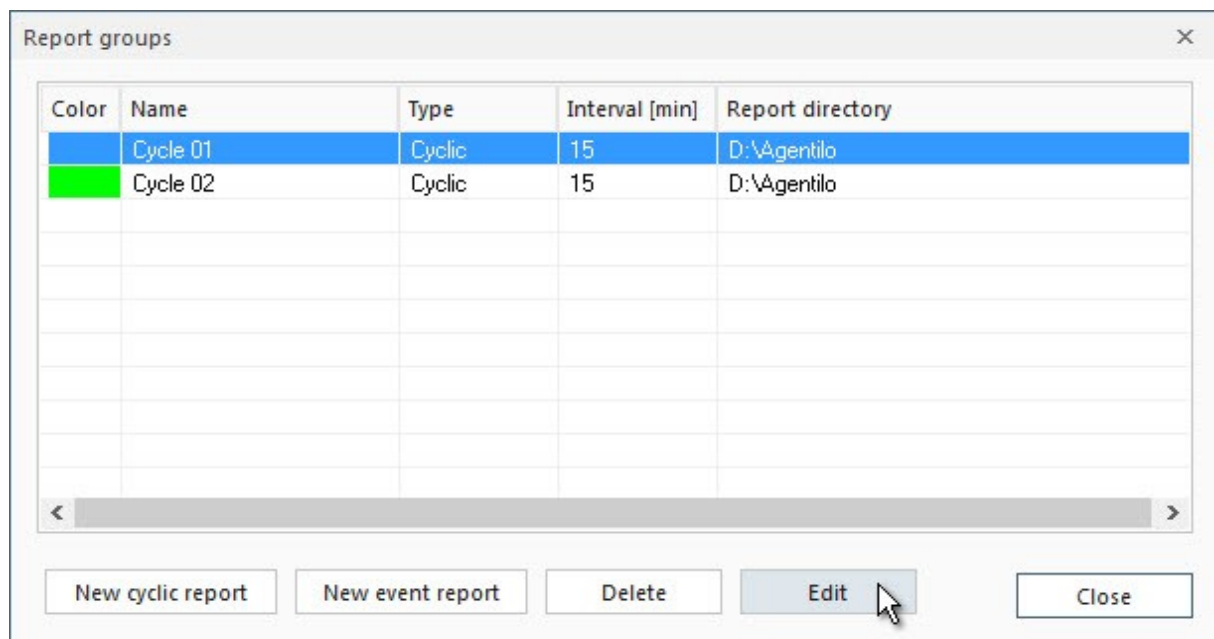 Report groups
Color Name Type Interval [min] Report directory
Cycle 01 Cyclic 15 D:\Agentilo
Cycle 02 Cyclic 15 D:\Agentilo
New cyclic report New event report Delete Edit Close